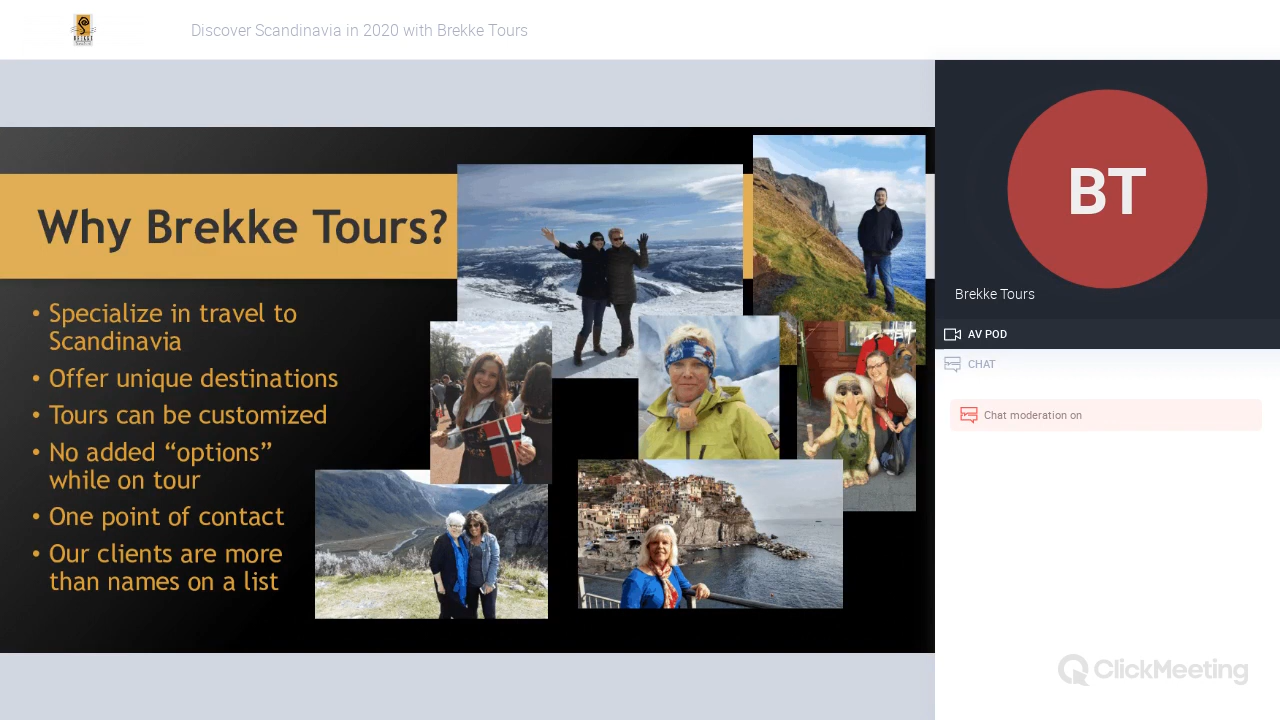 Discover Scandinavia in 2020 with Brekke Tours
Why Brekke Tours?
• Specialize in travel to
Scandinavia
• Offer unique destinations
• Tours can be customized
• No added “options”
while on tour
• One point of contact
• Our clients are more
than names on a list
BT
Brekke Tours
AV POD
CHAT
Chat moderation on
ClickMeeting